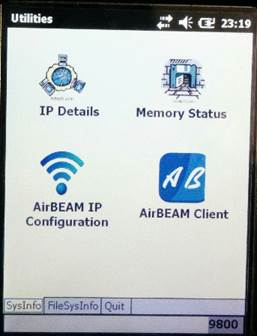 Utilities 23:19
IP Details Memory Status
AirBEAM IP
Configuration
AB
AirBEAM Client
SysInfo FileSysInfo Quit
9800